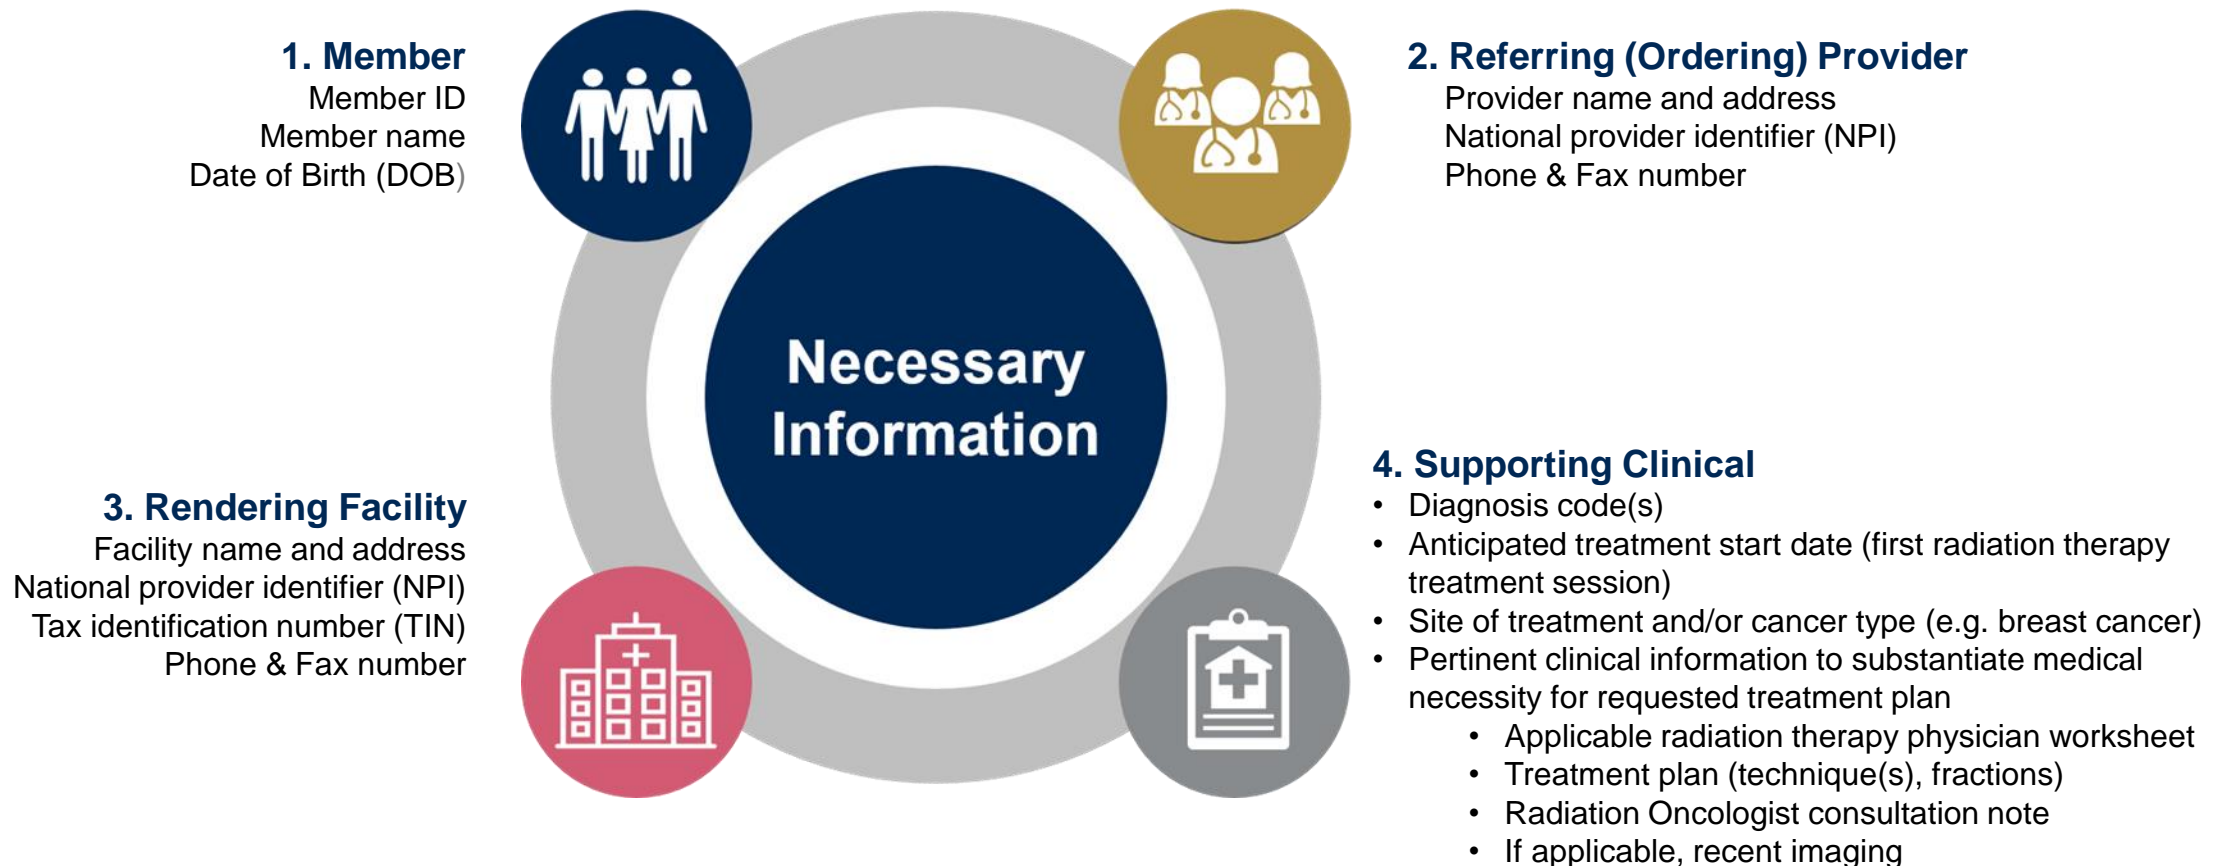 1. Member
Member ID
Member name
Date of Birth (DOB)
2. Referring (Ordering) Provider
Provider name and address
National provider identifier (NPI)
Phone & Fax number
Necessary
Information
3. Rendering Facility
Facility name and address
National provider identifier (NPI)
Tax identification number (TIN)
Phone & Fax number
4. Supporting Clinical
• Diagnosis code(s)
• Anticipated treatment start date (first radiation therapy
treatment session)
• Site of treatment and/or cancer type (e.g. breast cancer)
• Pertinent clinical information to substantiate medical
necessity for requested treatment plan
• Applicable radiation therapy physician worksheet
• Treatment plan (technique(s), fractions)
• Radiation Oncologist consultation note
• If applicable, recent imaging